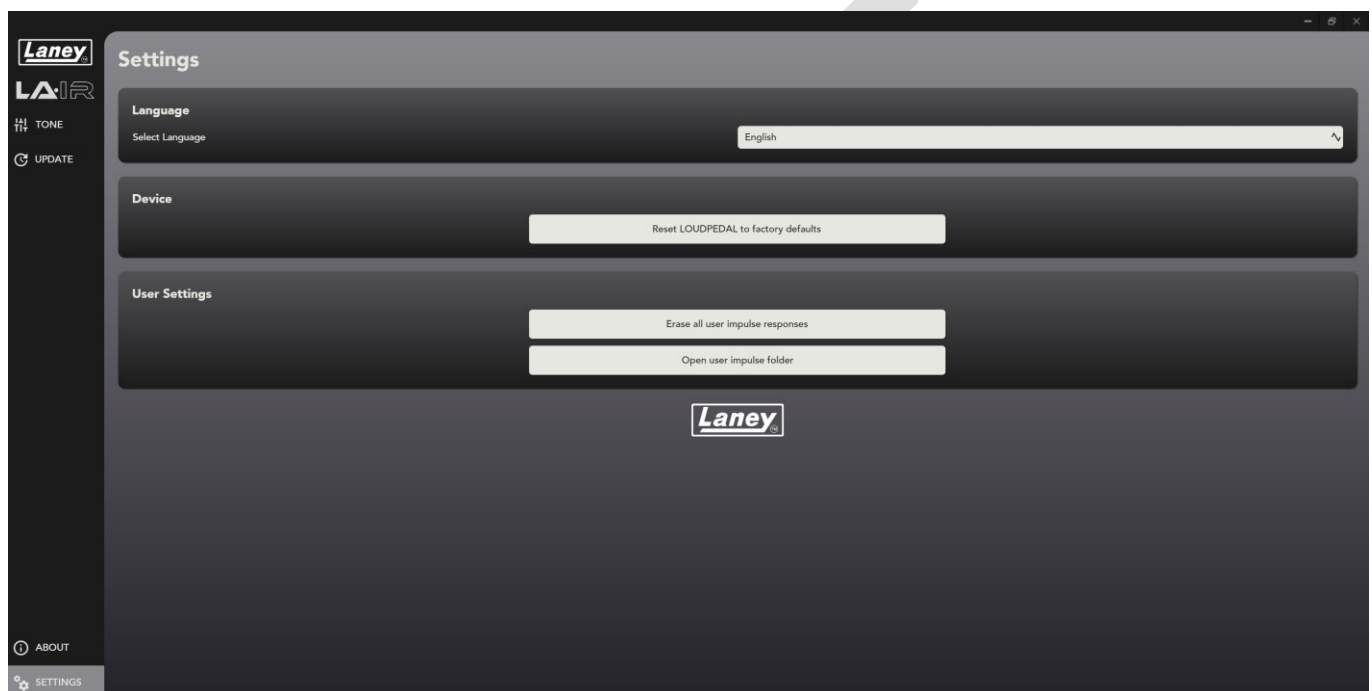 Laney
LA·IR
Settings
TONE
UPDATE
Language
Select Language
English
Device
Reset LOUDPEDAL to factory defaults
User Settings
Erase all user impulse responses
Open user impulse folder
Laney
ABOUT
SETTINGS